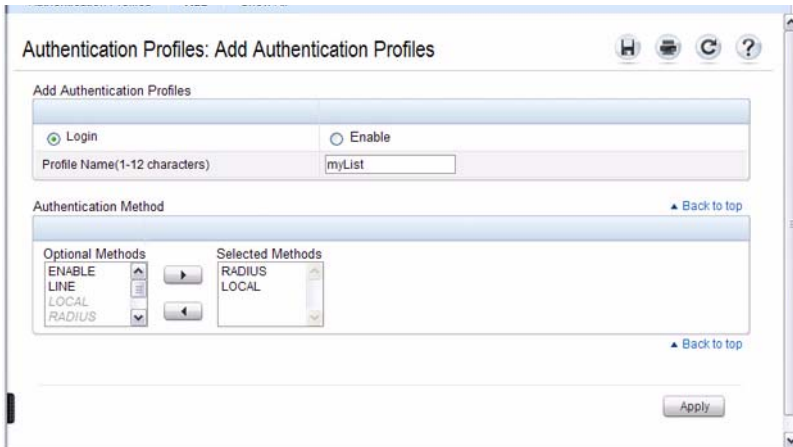 Authentication Profiles: Add Authentication Profiles
Add Authentication Profiles
Login Enable
Profile Name(1-12 characters) myList
Authentication Method Back to top
Optional Methods Selected Methods
ENABLE RADIUS
LINE LOCAL
LOCAL
RADIUS
Back to top
Apply